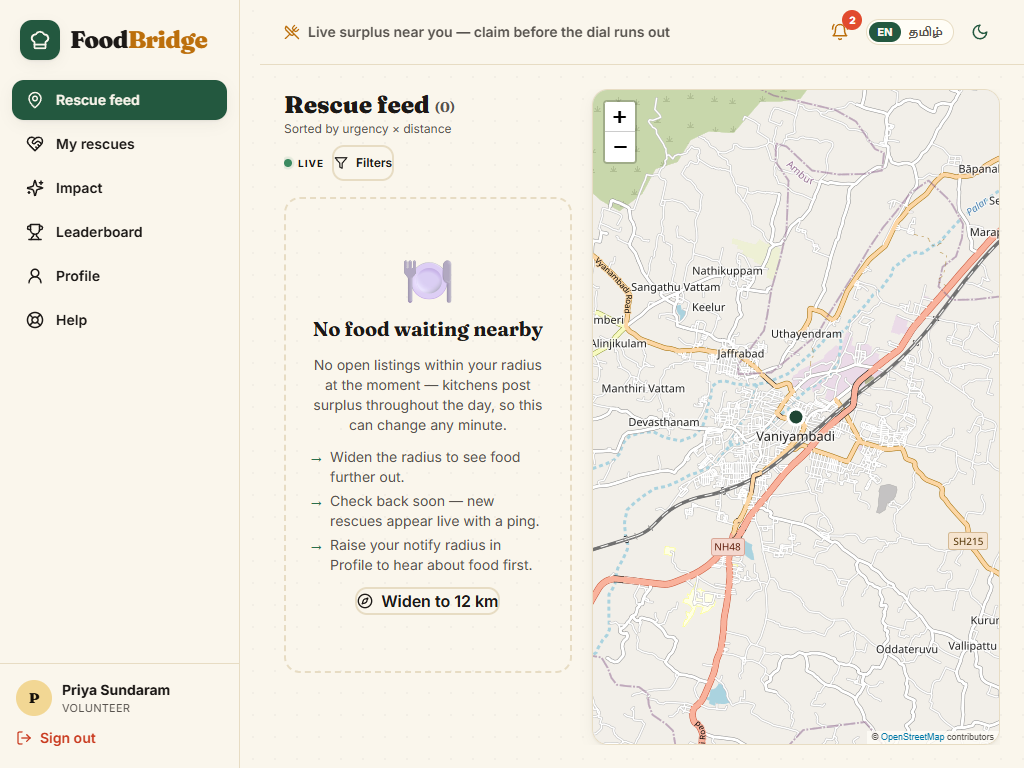 FoodBridge
Rescue feed
My rescues
Impact
Leaderboard
Profile
Help
Priya Sundaram
VOLUNTEER
P
Sign out
Live surplus near you — claim before the dial runs out
2
EN
தமிழ்
Rescue feed (0)
Sorted by urgency × distance
LIVE
Filters
No food waiting nearby
No open listings within your radius
at the moment — kitchens post
surplus throughout the day, so this
can change any minute.
→ Widen the radius to see food
further out.
→ Check back soon — new
rescues appear live with a ping.
→ Raise your notify radius in
Profile to hear about food first.
Widen to 12 km
+
−
Ambur
Palar
Nathikuppam
Sangathu Vattam
Keelur
Vyanambadi Road
Uthayendram
Jaffrabad
Manthiri Vattam
Devasthanam
Vaniyambadi
NH48
SH215
Oddateruvu
Vallipattu
© OpenStreetMap contributors